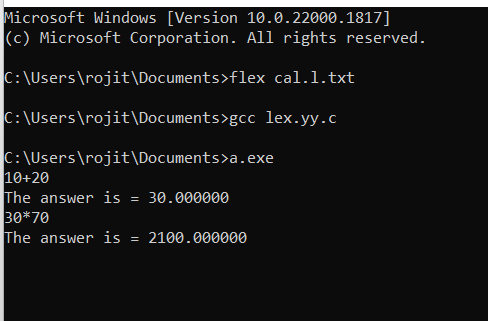 Microsoft Windows [Version 10.0.22000.1817]
(c) Microsoft Corporation. All rights reserved.
C:\Users\rojit\Documents>flex cal.l.txt
C:\Users\rojit\Documents>gcc lex.yy.c
C:\Users\rojit\Documents>a.exe
10+20
The answer is = 30.000000
30*70
The answer is = 2100.000000